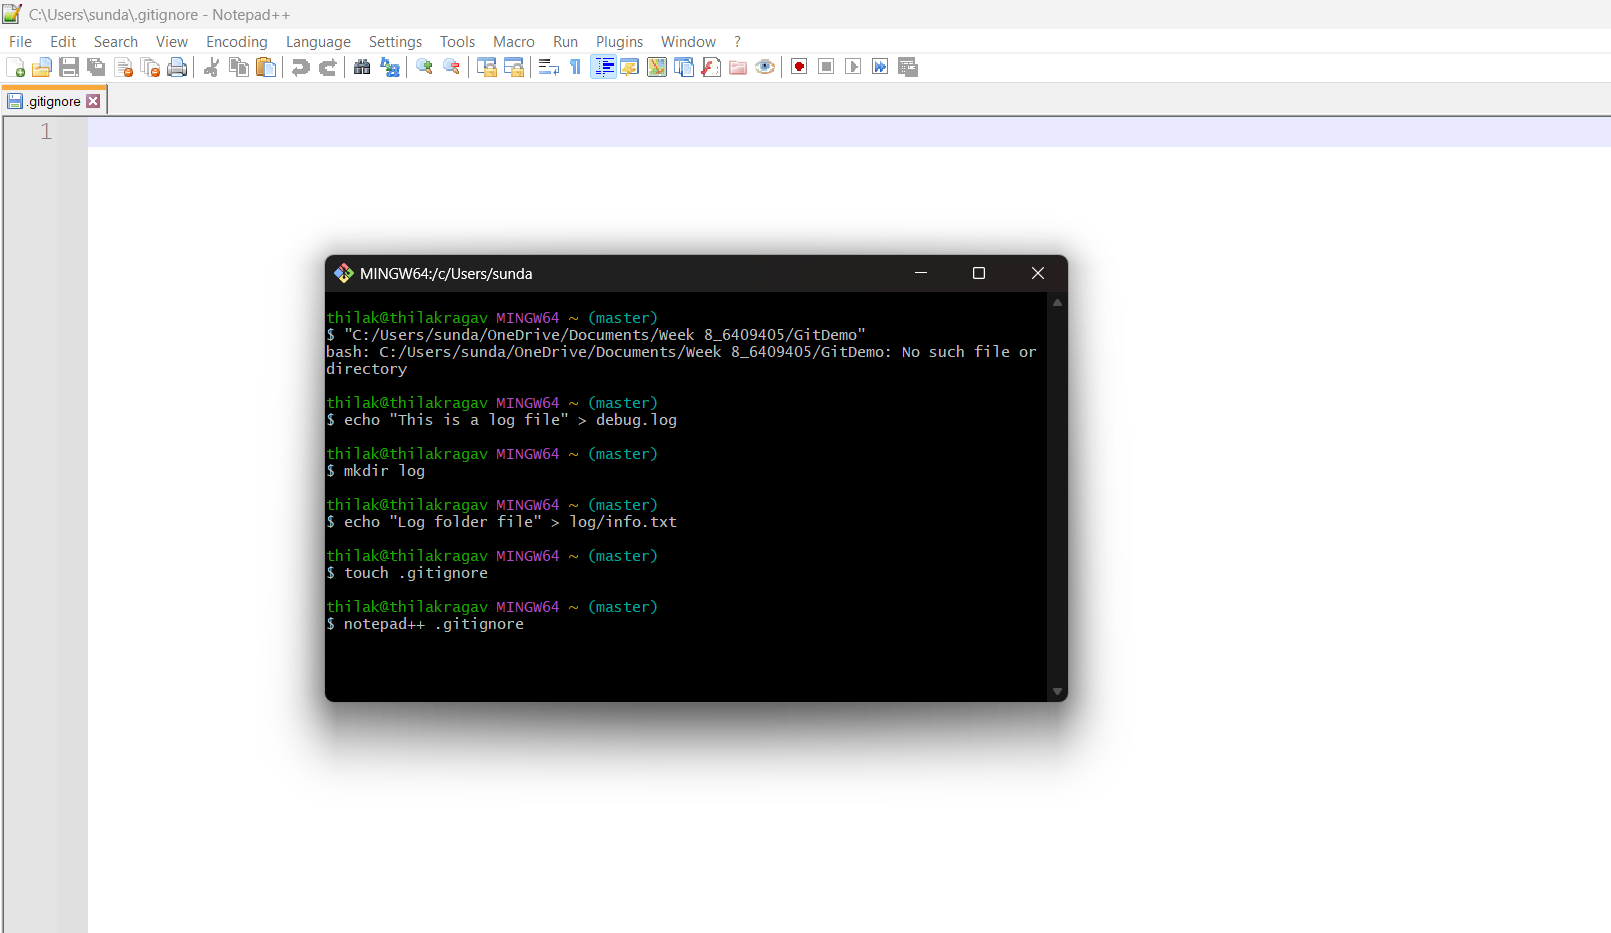 C:\Users\sunda\.gitignore - Notepad++
File Edit Search View Encoding Language Settings Tools Macro Run Plugins Window ?
.gitignore
1
MINGW64:/c/Users/sunda
thilak@thilakragav MINGW64 ~ (master)
$ "C:/Users/sunda/OneDrive/Documents/Week 8_6409405/GitDemo"
bash: C:/Users/sunda/OneDrive/Documents/Week 8_6409405/GitDemo: No such file or
directory
thilak@thilakragav MINGW64 ~ (master)
$ echo "This is a log file" > debug.log
thilak@thilakragav MINGW64 ~ (master)
$ mkdir log
thilak@thilakragav MINGW64 ~ (master)
$ echo "Log folder file" > log/info.txt
thilak@thilakragav MINGW64 ~ (master)
$ touch .gitignore
thilak@thilakragav MINGW64 ~ (master)
$ notepad++ .gitignore